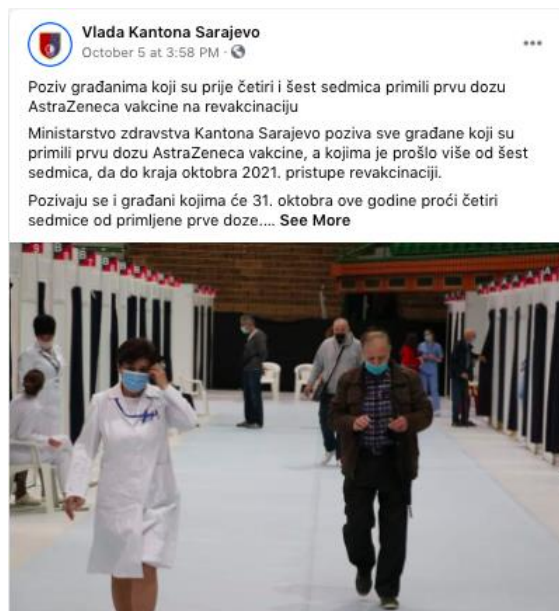 Vlada Kantona Sarajevo
October 5 at 3:58 PM ·
Poziv građanima koji su prije četiri i šest sedmica primili prvu dozu
AstraZeneca vakcine na revakcinaciju
Ministarstvo zdravstva Kantona Sarajevo poziva sve građane koji su
primili prvu dozu AstraZeneca vakcine, a kojima je prošlo više od šest
sedmica, da do kraja oktobra 2021. pristupe revakcinaciji.
Pozivaju se i građani kojima će 31. oktobra ove godine proći četiri
sedmice od primljene prve doze.... See More